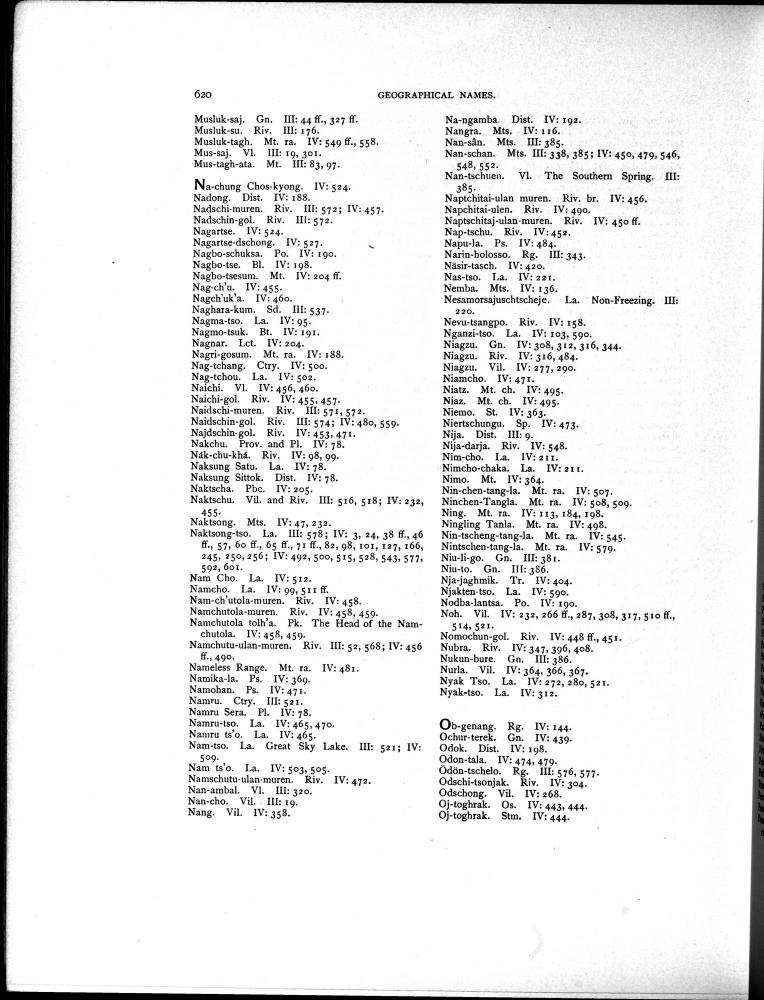 620
GEOGRAPHICAL NAMES.
Musluk-saj. Gn. III: 44 ff., 327 ff.
Musluk-su. Riv. III: 176.
Musluk-tagh. Mt. ra. IV: 549 ff., 558.
Mus-saj. Vl. III: 19, 301.
Mus-tagh-ata. Mt. III: 83, 97.
Na-chung Chos-kyong. IV: 524.
Nadong. Dist. IV: 188.
Nadschi-muren. Riv. III: 572; IV: 457.
Nadschin-gol. Riv. III: 572.
Nagartse. IV: 524.
Nagartse-dschong. IV: 527.
Nagbo-schuksa. Po. IV: 190.
Nagbo-tse. Bl. IV: 198.
Nagbo-tsesum. Mt. IV: 204 ff.
Nag-ch'u. IV: 455.
Nagch'uk'a. IV: 460.
Naghara-kum. Sd. III: 537.
Nagma-tso. La. IV: 95.
Nagmo-tsuk. Bt. IV: 191.
Nagnar. Lct. IV: 204.
Nagri-gosum. Mt. ra. IV: 188.
Nag-tchang. Ctry. IV: 500.
Nag-tchou. La. IV: 502.
Naichi. Vl. IV: 456, 460.
Naichi-gol. Riv. IV: 455, 457.
Naidschi-muren. Riv. III: 571, 572.
Naidschin-gol. Riv. III: 574; IV: 480, 559.
Najdschin-gol. Riv. IV: 453, 471.
Nakchu. Prov. and Pl. IV: 78.
Nák-chu-khá. Riv. IV: 98, 99.
Naksung Satu. La. IV: 78.
Naksung Sittok. Dist. IV: 78.
Naktscha. Pbc. IV: 205.
Naktschu. Vil. and Riv. III: 516, 518; IV: 232,
455.
Naktsong. Mts. IV: 47, 232.
Naktsong-tso. La. III: 578; IV: 3, 24, 38 ff., 46
ff., 57, 60 ff., 65 ff., 71 ff., 82, 98, 101, 127, 166,
245, 250, 256; IV: 492, 500, 515, 528, 543, 577,
592, 601.
Nam Cho. La. IV: 512.
Namcho. La. IV: 99, 511 ff.
Nam-ch'utola-muren. Riv. IV: 458.
Namchutola-muren. Riv. IV: 458, 459.
Namchutola tolh'a. Pk. The Head of the Nam-
chutola. IV: 458, 459.
Namchutu-ulan-muren. Riv. III: 52, 568; IV: 456
ff., 490.
Nameless Range. Mt. ra. IV: 481.
Namika-la. Ps. IV: 369.
Namohan. Ps. IV: 471.
Namru. Ctry. III: 521.
Namru Sera. Pl. IV: 78.
Namru-tso. La. IV: 465, 470.
Namru ts'o. La. IV: 465.
Nam-tso. La. Great Sky Lake. III: 521; IV:
509.
Nam ts'o. La. IV: 503, 505.
Namschutu-ulan-muren. Riv. IV: 472.
Nan-ambal. Vl. III: 320.
Nan-cho. Vil. III: 19.
Nang. Vil. IV: 358.
Na-ngamba. Dist. IV: 192.
Nangra. Mts. IV: 116.
Nan-sân. Mts. III: 385.
Nan-schan. Mts. III: 338, 385; IV: 450, 479, 546,
548, 552.
Nan-tschuen. Vl. The Southern Spring. III:
385.
Naptchitai-ulan muren. Riv. br. IV: 456.
Napchitai-ulen. Riv. IV: 490.
Naptschitaj-ulan-muren. Riv. IV: 450 ff.
Nap-tschu. Riv. IV: 452.
Napu-la. Ps. IV: 484.
Narin-holosso. Rg. III: 343.
Näsir-tasch. IV: 420.
Nas-tso. La. IV: 221.
Nemba. Mts. IV: 136.
Nesamorsajuschtscheje. La. Non-Freezing. III:
220.
Nevu-tsangpo. Riv. IV: 158.
Nganzi-tso. La. IV: 103, 590.
Niagzu. Gn. IV: 308, 312, 316, 344.
Niagzu. Riv. IV: 316, 484.
Niagzu. Vil. IV: 277, 290.
Niamcho. IV: 471.
Niatz. Mt. ch. IV: 495.
Niaz. Mt. ch. IV: 495.
Niemo. St. IV: 363.
Niertschungu. Sp. IV: 473.
Nija. Dist. III: 9.
Nija-darja. Riv. IV: 548.
Nim-cho. La. IV: 211.
Nimcho-chaka. La. IV: 211.
Nimo. Mt. IV: 364.
Nin-chen-tang-la. Mt. ra. IV: 507.
Ninchen-Tangla. Mt. ra. IV: 508, 509.
Ning. Mt. ra. IV: 113, 184, 198.
Ningling Tanla. Mt. ra. IV: 498.
Nin-tscheng-tang-la. Mt. ra. IV: 545.
Nintschen-tang-la. Mt. ra. IV: 579.
Niu-li-go. Gn. III: 381.
Niu-to. Gn. III: 386.
Nja-jaghmik. Tr. IV: 404.
Njakten-tso. La. IV: 590.
Nodba-lantsa. Po. IV: 190.
Noh. Vil. IV: 232, 266 ff., 287, 308, 317, 510 ff.,
514, 521.
Nomochun-gol. Riv. IV: 448 ff., 451.
Nubra. Riv. IV: 347, 396, 408.
Nukun-bure. Gn. III: 386.
Nurla. Vil. IV: 364, 366, 367.
Nyak Tso. La. IV: 272, 280, 521.
Nyak-tso. La. IV: 312.
Ob-genang. Rg. IV: 144.
Ochur-terek. Gn. IV: 439.
Odok. Dist. IV: 198.
Odon-tala. IV: 474, 479.
Ödön-tschelo. Rg. III: 576, 577.
Odschi-tsonjak. Riv. IV: 304.
Odschong. Vil. IV: 268.
Oj-toghrak. Os. IV: 443, 444.
Oj-toghrak. Stm. IV: 444.